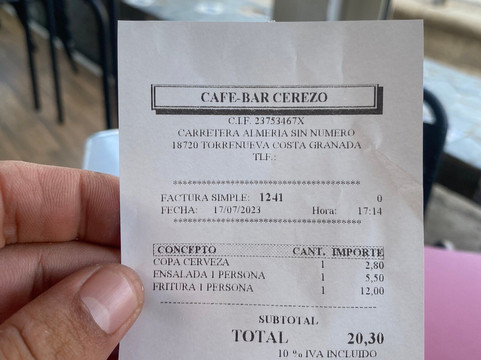 CAFE-BAR CEREZO
C.I.F. 23753467X
CARRETERA ALMERIA SIN NUMERO
18720 TORRENUEVA COSTA GRANADA
TLF.:
FACTURA SIMPLE: 1241 0
FECHA: 17/07/2023 Hora: 17:14
CONCEPTO CANT. IMPORTE
COPA CERVEZA 1 2,80
ENSALADA 1 PERSONA 1 5,50
FRITURA 1 PERSONA 1 12,00
SUBTOTAL
TOTAL 20,30
10 % IVA INCLUIDO